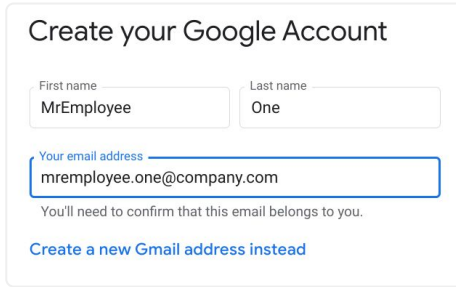 Create your Google Account
First name Last name
MrEmployee One
Your email address
mremployee.one@company.com
You'll need to confirm that this email belongs to you.
Create a new Gmail address instead